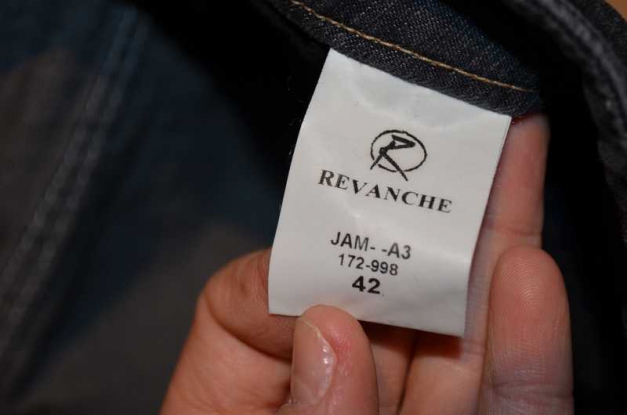 R
REVANCHE
JAM- -A3
172-998
42